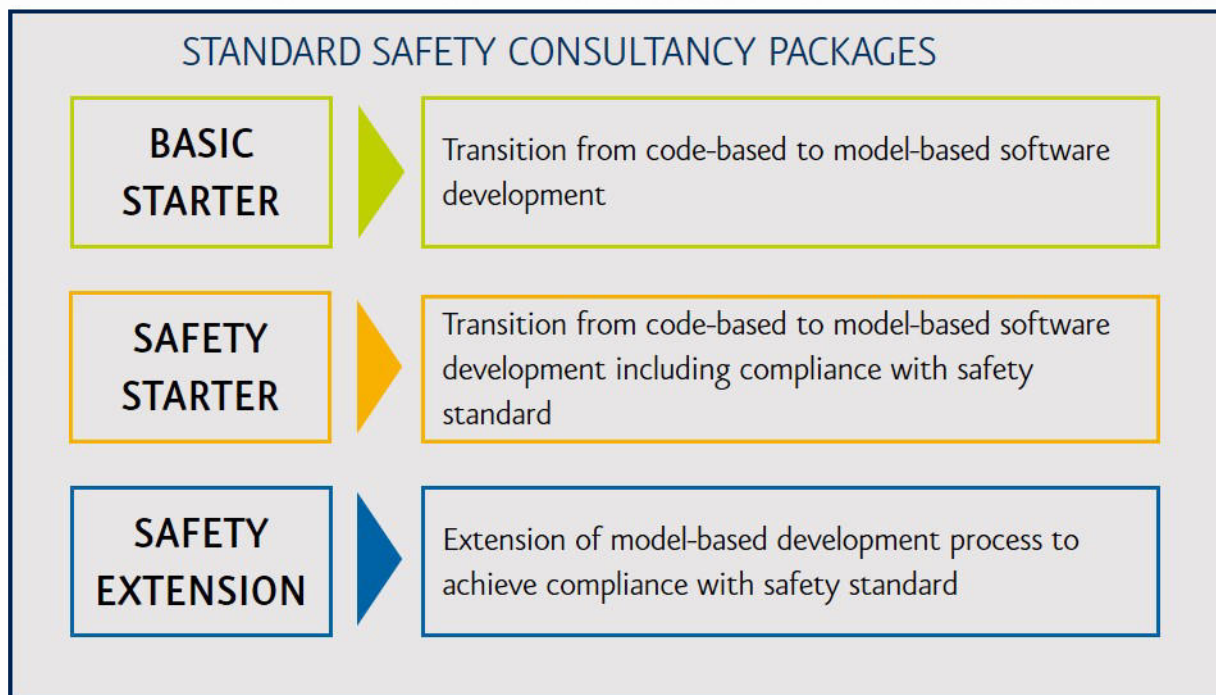 STANDARD SAFETY CONSULTANCY PACKAGES
BASIC
STARTER
Transition from code-based to model-based software
development
SAFETY
STARTER
Transition from code-based to model-based software
development including compliance with safety
standard
SAFETY
EXTENSION
Extension of model-based development process to
achieve compliance with safety standard